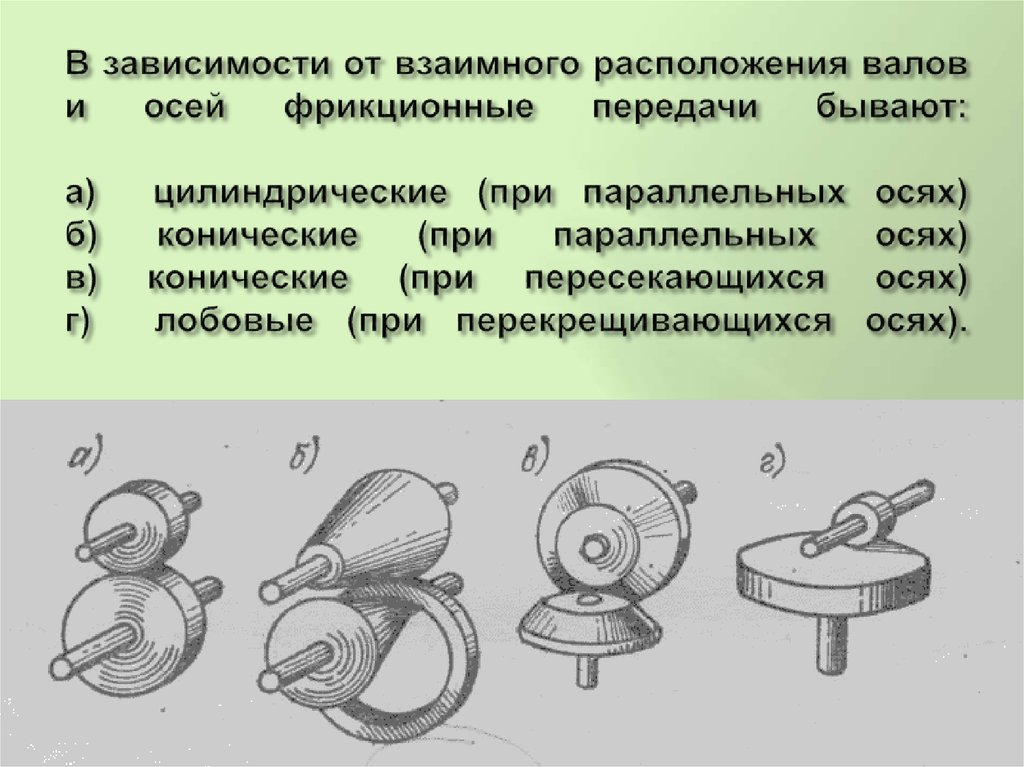 В зависимости от взаимного расположения валов
и осей фрикционные передачи бывают:
а) цилиндрические (при параллельных осях)
б) конические (при параллельных осях)
в) конические (при пересекающихся осях)
г) лобовые (при перекрещивающихся осях).
а) б) в) г)